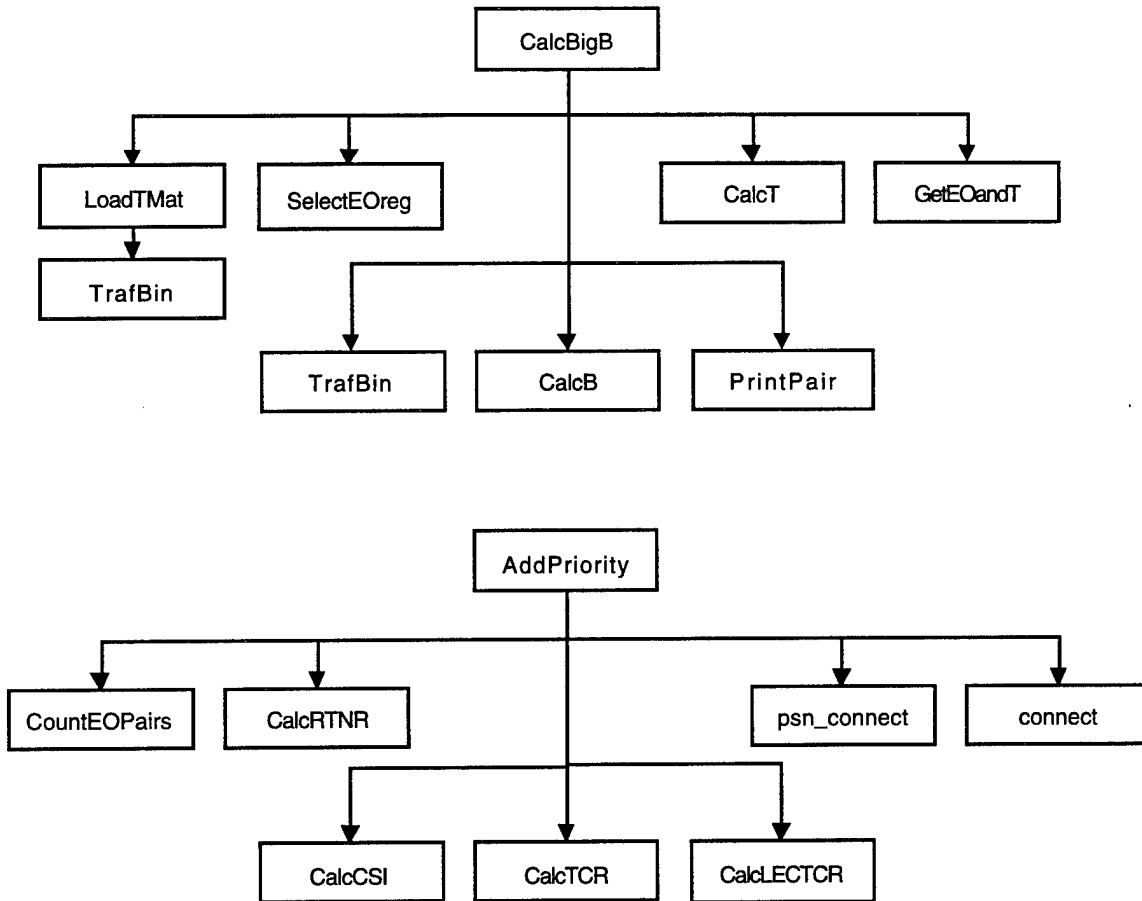 CalcBigB
LoadTMat
SelectEOreg
CalcT
GetEOandT
TrafBin
TrafBin
CalcB
PrintPair
AddPriority
CountEOPairs
CalcRTNR
psn_connect
connect
CalcCSI
CalcTCR
CalcLECTCR